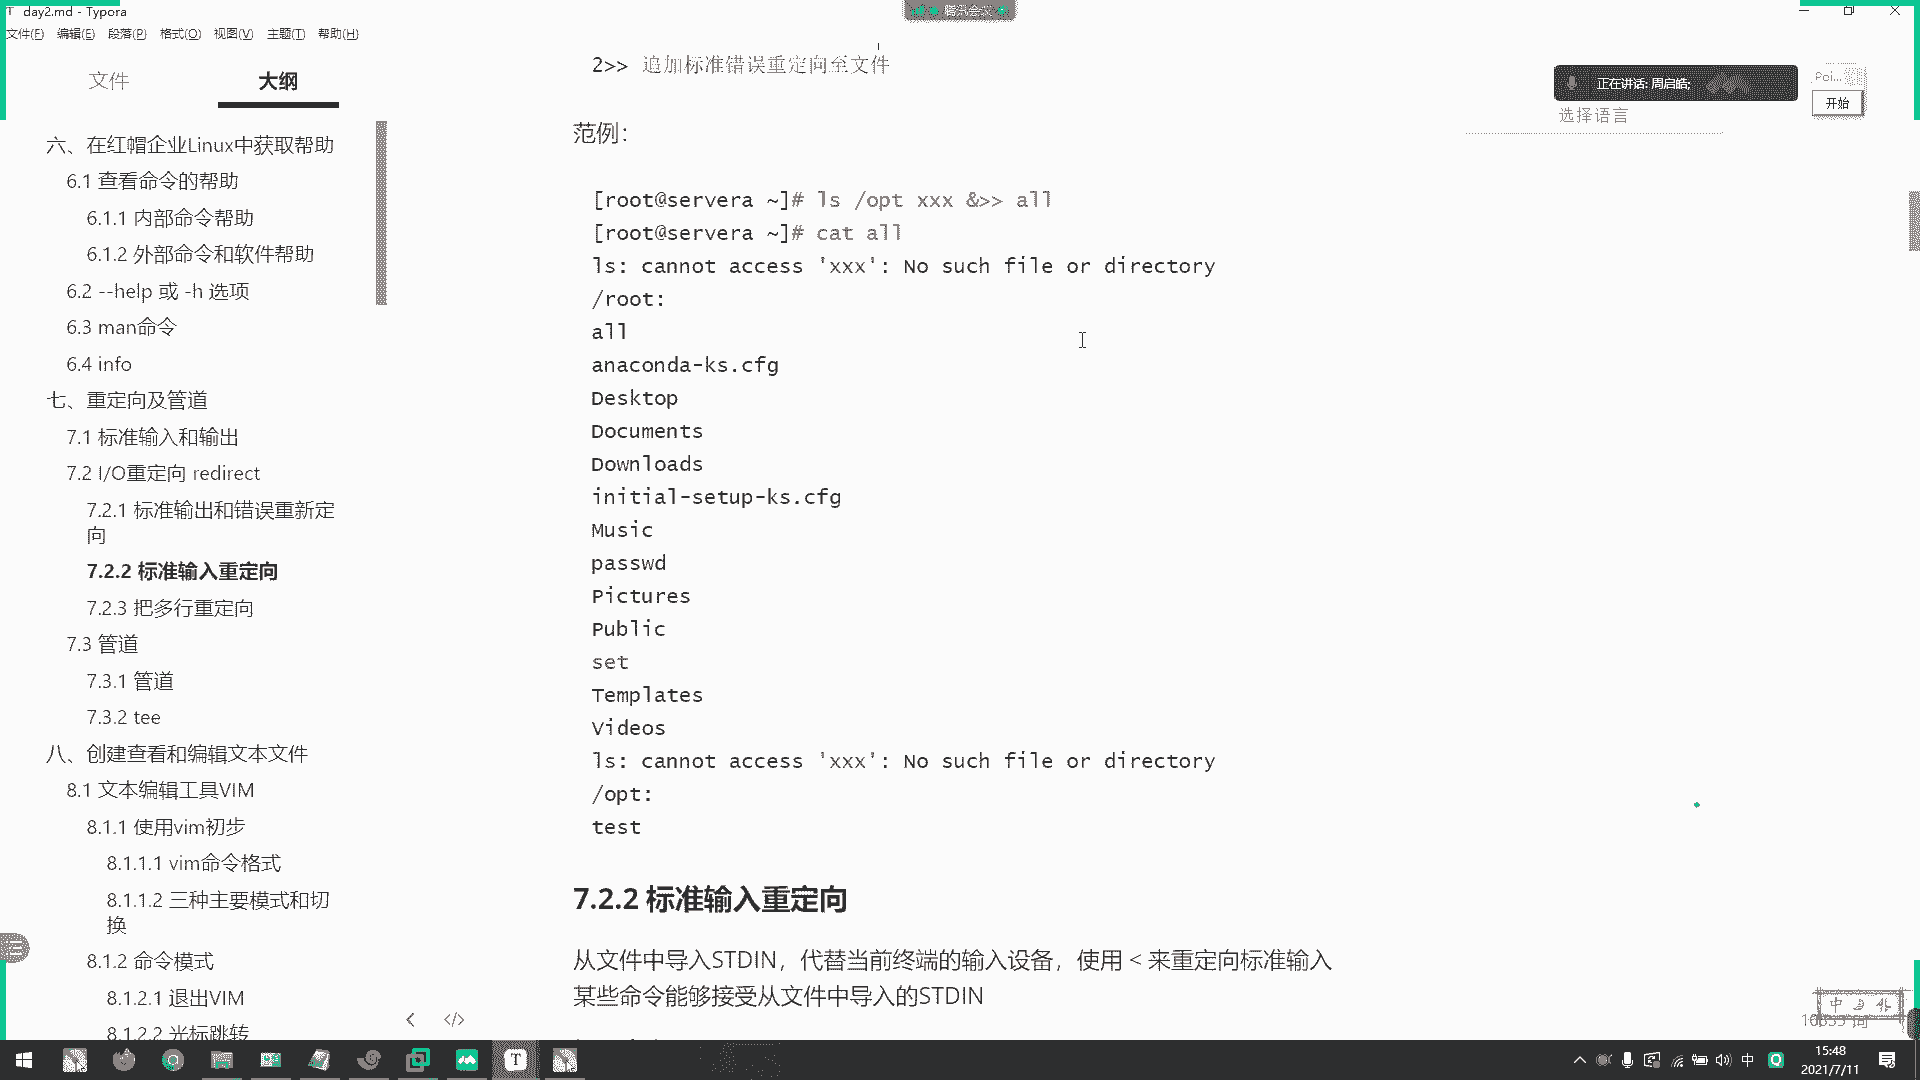 day2.md - Typora
腾讯会议
文件(F) 编辑(E) 段落(P) 格式(O) 视图(V) 主题(T) 帮助(H)
文件 大纲
六、在红帽企业Linux中获取帮助
6.1 查看命令的帮助
6.1.1 内部命令帮助
6.1.2 外部命令和软件帮助
6.2 --help 或 -h 选项
6.3 man命令
6.4 info
七、重定向及管道
7.1 标准输入和输出
7.2 I/O重定向 redirect
7.2.1 标准输出和错误重新定
向
7.2.2 标准输入重定向
7.2.3 把多行重定向
7.3 管道
7.3.1 管道
7.3.2 tee
八、创建查看和编辑文本文件
8.1 文本编辑工具VIM
8.1.1 使用vim初步
8.1.1.1 vim命令格式
8.1.1.2 三种主要模式和切
换
8.1.2 命令模式
8.1.2.1 退出VIM
8.1.2.2 光标跳转
2>> 追加标准错误重定向至文件
范例：
[root@servera ~]# ls /opt xxx &>> all
[root@servera ~]# cat all
ls: cannot access 'xxx': No such file or directory
/root:
all
anaconda-ks.cfg
Desktop
Documents
Downloads
initial-setup-ks.cfg
Music
passwd
Pictures
Public
set
Templates
Videos
ls: cannot access 'xxx': No such file or directory
/opt:
test
7.2.2 标准输入重定向
从文件中导入STDIN，代替当前终端的输入设备，使用 < 来重定向标准输入
某些命令能够接受从文件中导入的STDIN
正在讲话: 周启皓;
选择语言
Poi...
开始
中
中
15:48
2021/7/11